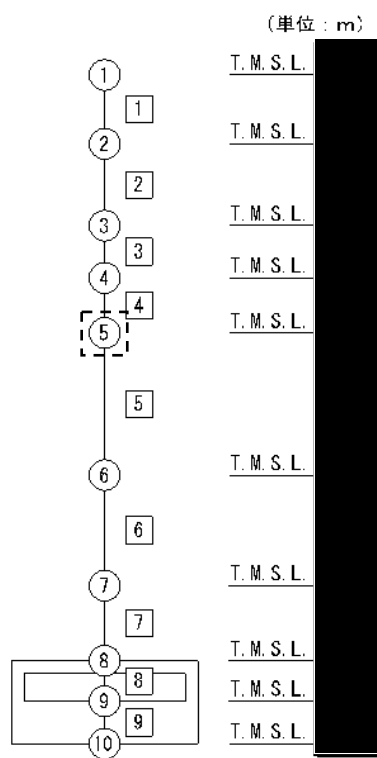 (単位:m)
① T. M. S. L.
1
② T. M. S. L.
2
③ T. M. S. L.
3
④ T. M. S. L.
4
⑤ T. M. S. L.
5
⑥ T. M. S. L.
6
⑦ T. M. S. L.
7
⑧ T. M. S. L.
8
⑨ T. M. S. L.
9
⑩ T. M. S. L.